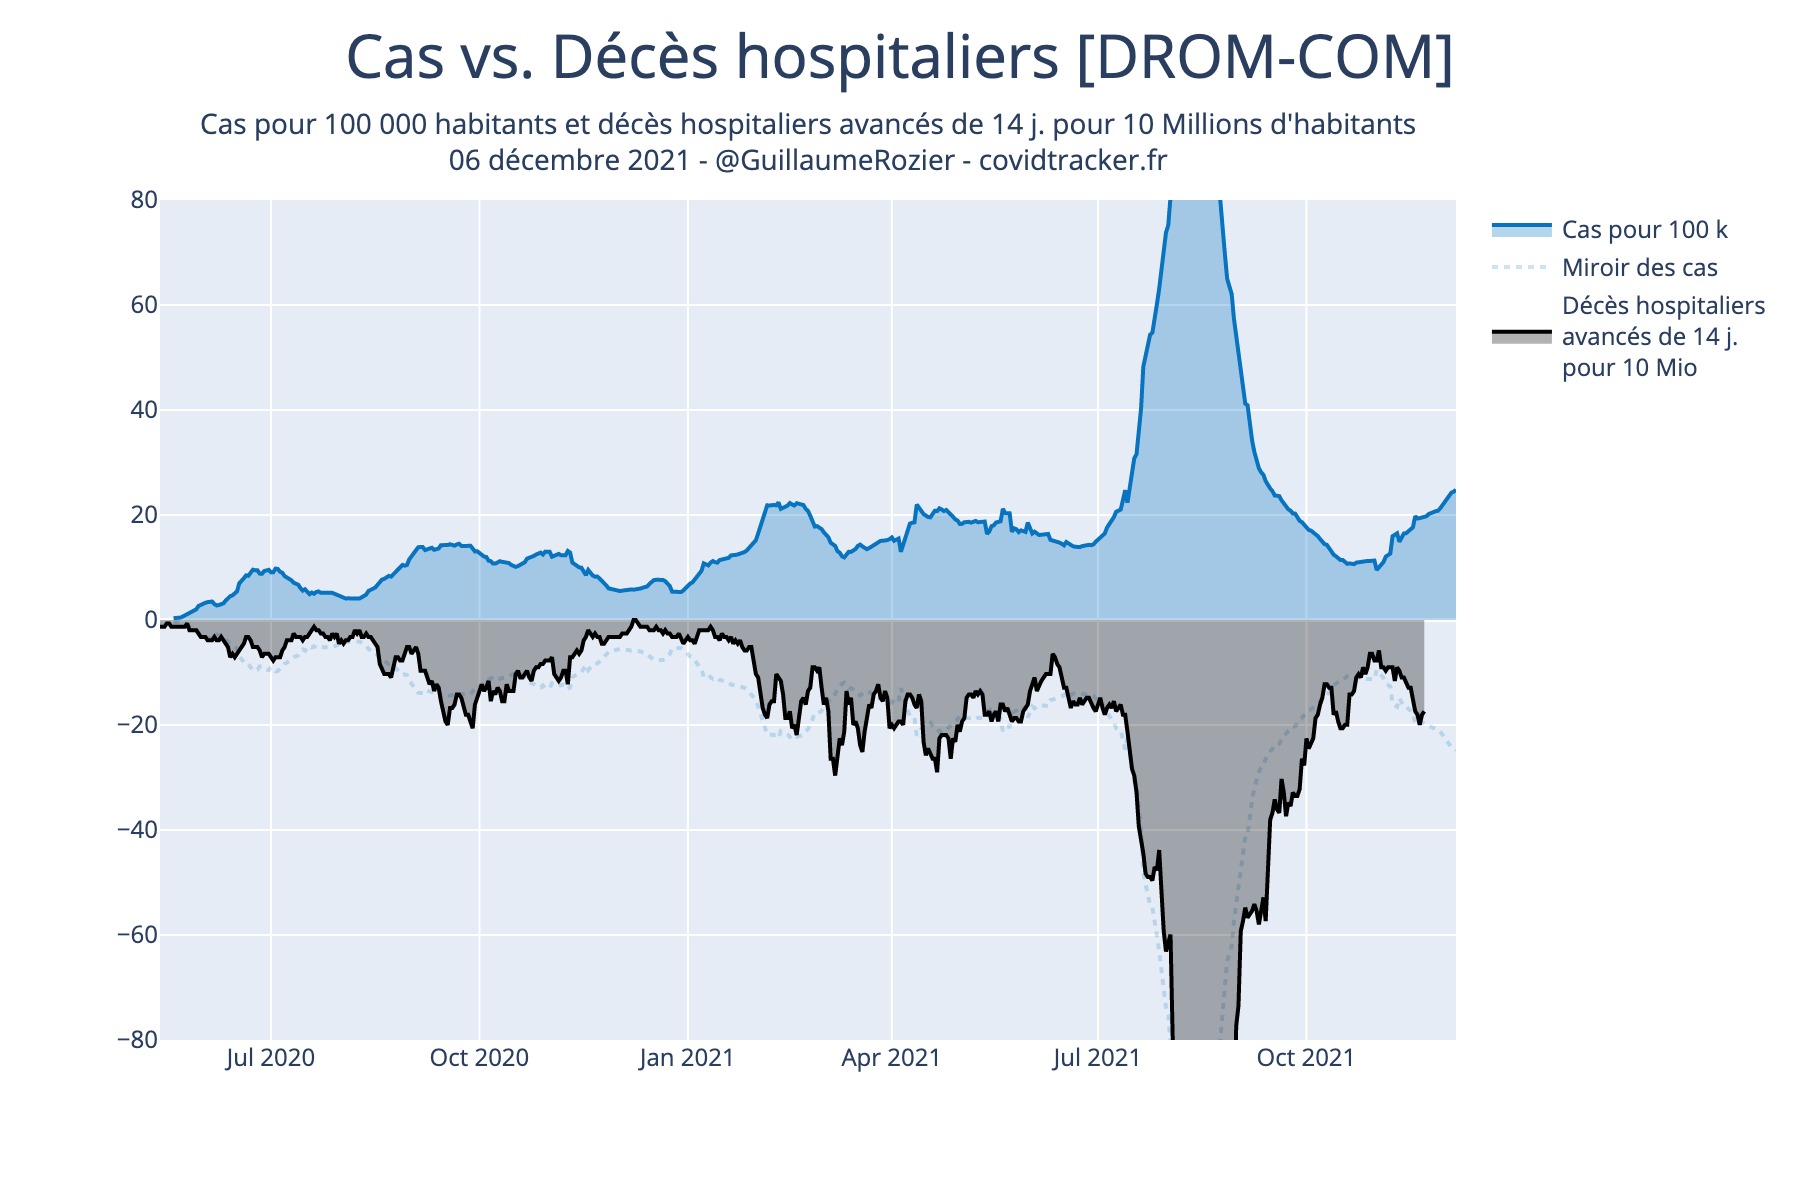 Cas vs. Décès hospitaliers [DROM-COM]
Cas pour 100 000 habitants et décès hospitaliers avancés de 14 j. pour 10 Millions d'habitants
06 décembre 2021 - @GuillaumeRozier - covidtracker.fr
80
60
40
20
0
−20
−40
−60
−80
Jul 2020
Oct 2020
Jan 2021
Apr 2021
Jul 2021
Oct 2021
Cas pour 100 k
Miroir des cas
Décès hospitaliers
avancés de 14 j.
pour 10 Mio